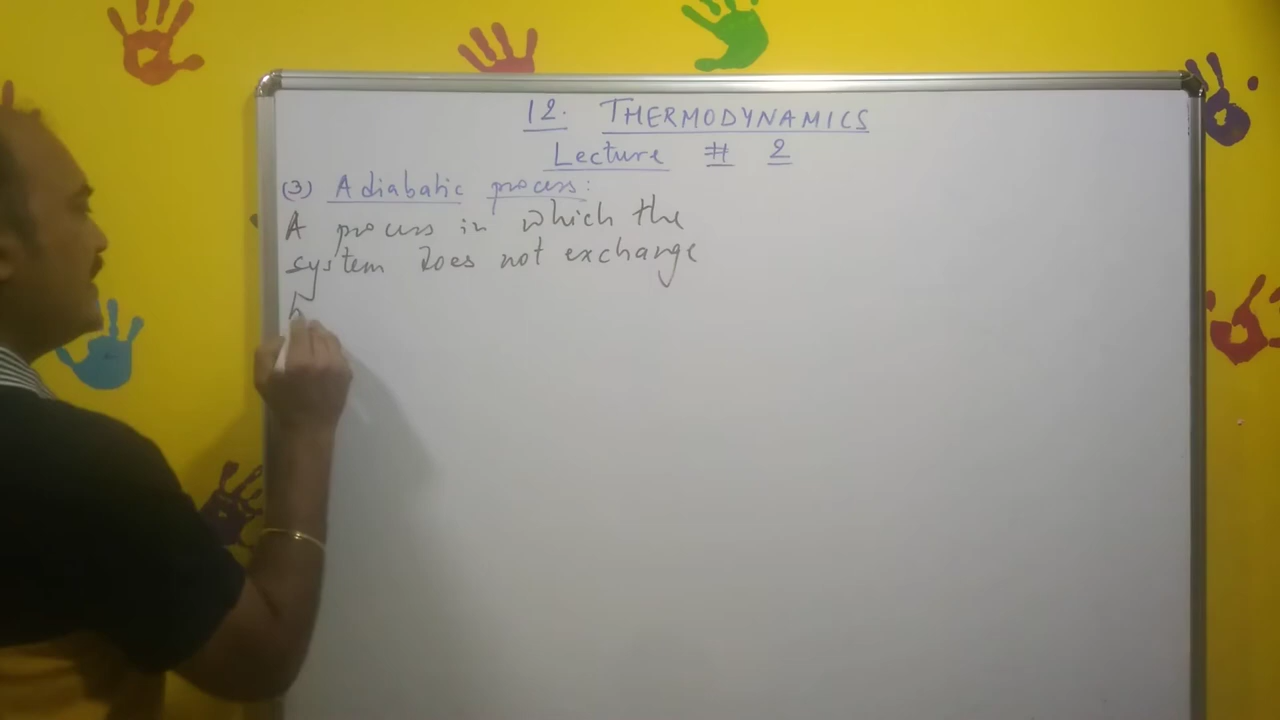 12. THERMODYNAMICS
Lecture # 2
(3) Adiabatic process:
A process in which the
system does not exchange
h